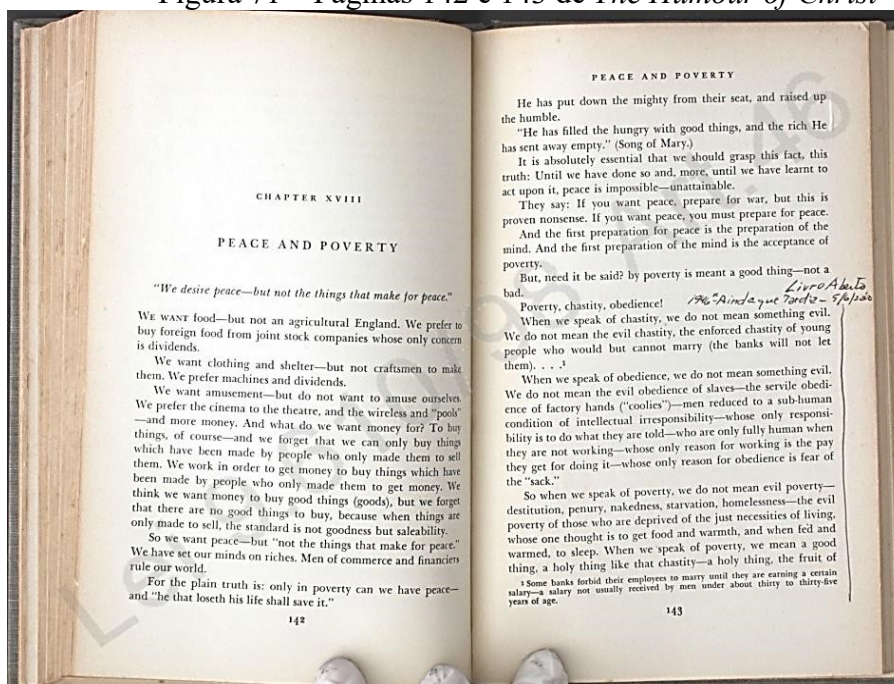 Figura 71 – Páginas 142 e 143 de The Humour of Christ
CHAPTER XVIII
PEACE AND POVERTY
"We desire peace—but not the things that make for peace."
WE WANT food—but not an agricultural England. We prefer to
buy foreign food from joint stock companies whose only concern
is dividends.
We want clothing and shelter—but not craftsmen to make
them. We prefer machines and dividends.
We want amusement—but do not want to amuse ourselves.
We prefer the cinema to the theatre, and the wireless and "pools"
—and more money. And what do we want money for? To buy
things, of course—and we forget that we can only buy things
which have been made by people who only made them to sell
them. We work in order to get money to buy things which have
been made by people who only made them to get money. We
think we want money to buy good things (goods), but we forget
that there are no good things to buy, because when things are
only made to sell, the standard is not goodness but saleability.
So we want peace—but "not the things that make for peace."
We have set our minds on riches. Men of commerce and financiers
rule our world.
For the plain truth is: only in poverty can we have peace—
and "he that loseth his life shall save it."
142
PEACE AND POVERTY
He has put down the mighty from their seat, and raised up
the humble.
"He has filled the hungry with good things, and the rich He
has sent away empty." (Song of Mary.)
It is absolutely essential that we should grasp this fact, this
truth: Until we have done so and, more, until we have learnt to
act upon it, peace is impossible—unattainable.
They say: If you want peace, prepare for war, but this is
proven nonsense. If you want peace, you must prepare for peace.
And the first preparation for peace is the preparation of the
mind. And the first preparation of the mind is the acceptance of
poverty.
But, need it be said? by poverty is meant a good thing—not a
bad.
Livro Aberto
Poverty, chastity, obedience!
1946 "Ainda que Tardia –
When we speak of chastity, we do not mean something evil.
We do not mean the evil chastity, the enforced chastity of young
people who would but cannot marry (the banks will not let
them). . . .¹
When we speak of obedience, we do not mean something evil.
We do not mean the evil obedience of slaves—the servile obedi-
ence of factory hands ("coolies")—men reduced to a sub-human
condition of intellectual irresponsibility—whose only responsi-
bility is to do what they are told—who are only fully human when
they are not working—whose only reason for working is the pay
they get for doing it—whose only reason for obedience is fear of
the "sack."
So when we speak of poverty, we do not mean evil poverty—
destitution, penury, nakedness, starvation, homelessness—the evil
poverty of those who are deprived of the just necessities of living,
whose one thought is to get food and warmth, and when fed and
warmed, to sleep. When we speak of poverty, we mean a good
thing, a holy thing like that chastity—a holy thing, the fruit of
¹ Some banks forbid their employees to marry until they are earning a certain
salary—a salary not usually received by men under about thirty to thirty-five
years of age.
143
Art. 46